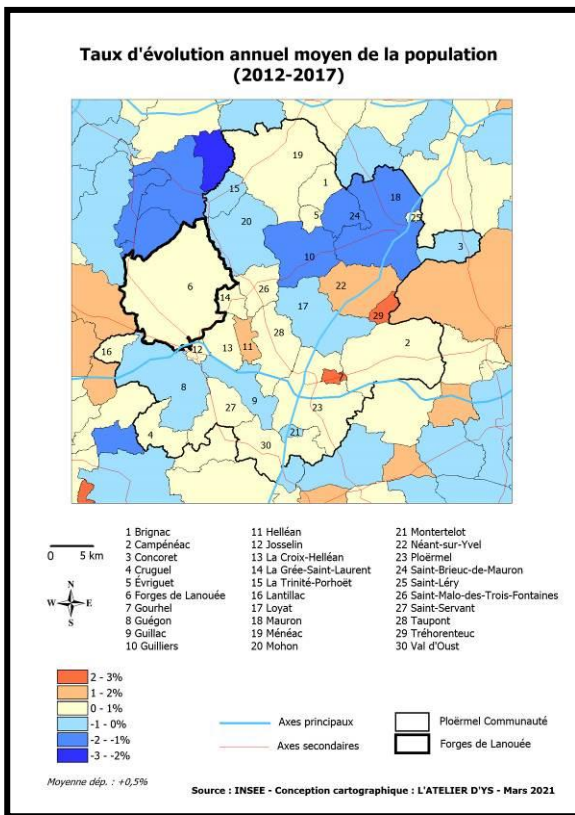 Taux d'évolution annuel moyen de la population
(2012-2017)
19
1
15
18
5
24
25
20
3
10
6
26
22
14
17
29
28
2
16
12
13
11
7
8
9
27
23
4
21
30
0 5 km
N
W E
S
1 Brignac
2 Campénéac
3 Concoret
4 Cruguel
5 Évriguet
6 Forges de Lanouée
7 Gourhel
8 Guégon
9 Guillac
10 Guilliers
11 Helléan
12 Josselin
13 La Croix-Helléan
14 La Grée-Saint-Laurent
15 La Trinité-Porhoët
16 Lantillac
17 Loyat
18 Mauron
19 Ménéac
20 Mohon
21 Montertelot
22 Néant-sur-Yvel
23 Ploërmel
24 Saint-Brieuc-de-Mauron
25 Saint-Léry
26 Saint-Malo-des-Trois-Fontaines
27 Saint-Servant
28 Taupont
29 Tréhorenteuc
30 Val d'Oust
2 - 3%
1 - 2%
0 - 1%
-1 - 0%
-2 - -1%
-3 - -2%
Axes principaux
Axes secondaires
Ploërmel Communauté
Forges de Lanouée
Moyenne dép. : +0,5%
Source : INSEE - Conception cartographique : L'ATELIER D'YS - Mars 2021